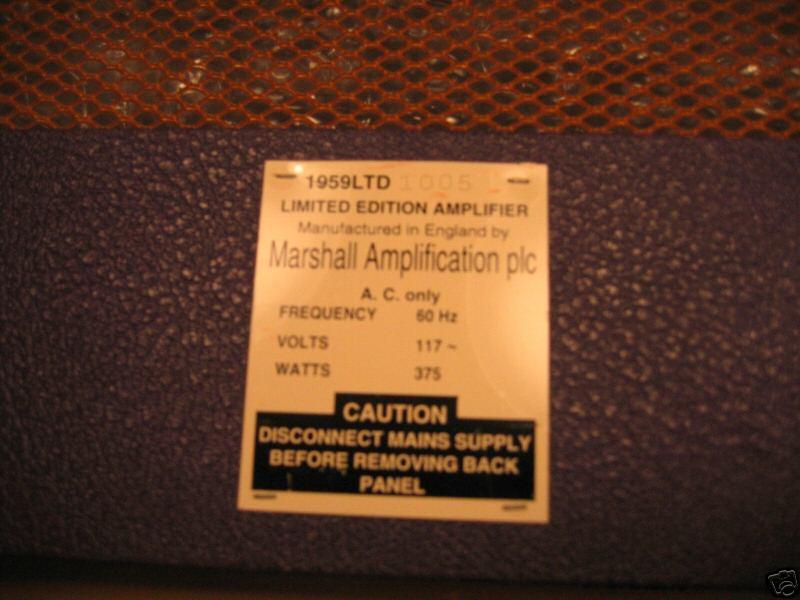 1959LTD 1005
LIMITED EDITION AMPLIFIER
Manufactured in England by
Marshall Amplification plc
A. C. only
FREQUENCY 60 Hz
VOLTS 117 ~
WATTS 375
CAUTION
DISCONNECT MAINS SUPPLY
BEFORE REMOVING BACK
PANEL